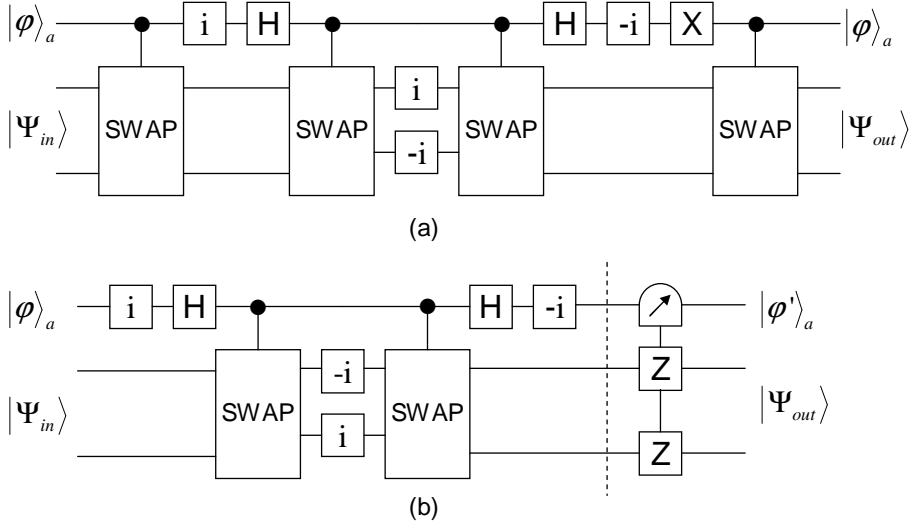 |φ⟩a i H H -i X |φ⟩a
|Ψin⟩ SWAP SWAP i -i SWAP SWAP |Ψout⟩
(a)
|φ⟩a i H H -i |φ'⟩a
|Ψin⟩ SWAP -i i SWAP Z Z |Ψout⟩
(b)